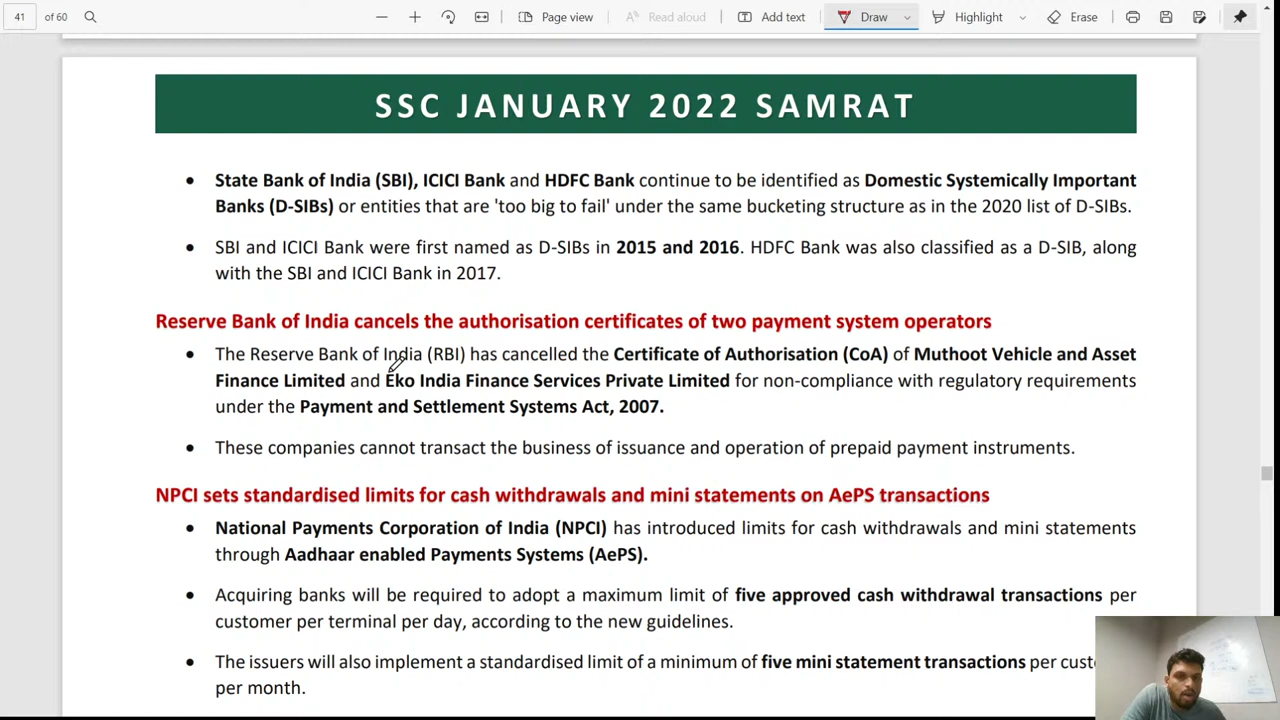 41 of 60 Page view Read aloud Add text Draw Highlight Erase
SSC JANUARY 2022 SAMRAT
• State Bank of India (SBI), ICICI Bank and HDFC Bank continue to be identified as Domestic Systemically Important
Banks (D-SIBs) or entities that are 'too big to fail' under the same bucketing structure as in the 2020 list of D-SIBs.
• SBI and ICICI Bank were first named as D-SIBs in 2015 and 2016. HDFC Bank was also classified as a D-SIB, along
with the SBI and ICICI Bank in 2017.
Reserve Bank of India cancels the authorisation certificates of two payment system operators
• The Reserve Bank of India (RBI) has cancelled the Certificate of Authorisation (CoA) of Muthoot Vehicle and Asset
Finance Limited and Eko India Finance Services Private Limited for non-compliance with regulatory requirements
under the Payment and Settlement Systems Act, 2007.
• These companies cannot transact the business of issuance and operation of prepaid payment instruments.
NPCI sets standardised limits for cash withdrawals and mini statements on AePS transactions
• National Payments Corporation of India (NPCI) has introduced limits for cash withdrawals and mini statements
through Aadhaar enabled Payments Systems (AePS).
• Acquiring banks will be required to adopt a maximum limit of five approved cash withdrawal transactions per
customer per terminal per day, according to the new guidelines.
• The issuers will also implement a standardised limit of a minimum of five mini statement transactions per
per month.